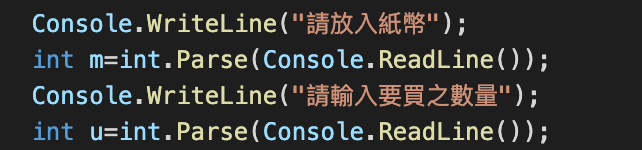 Console.WriteLine("請放入紙幣");
int m=int.Parse(Console.ReadLine());
Console.WriteLine("請輸入要買之數量");
int u=int.Parse(Console.ReadLine());